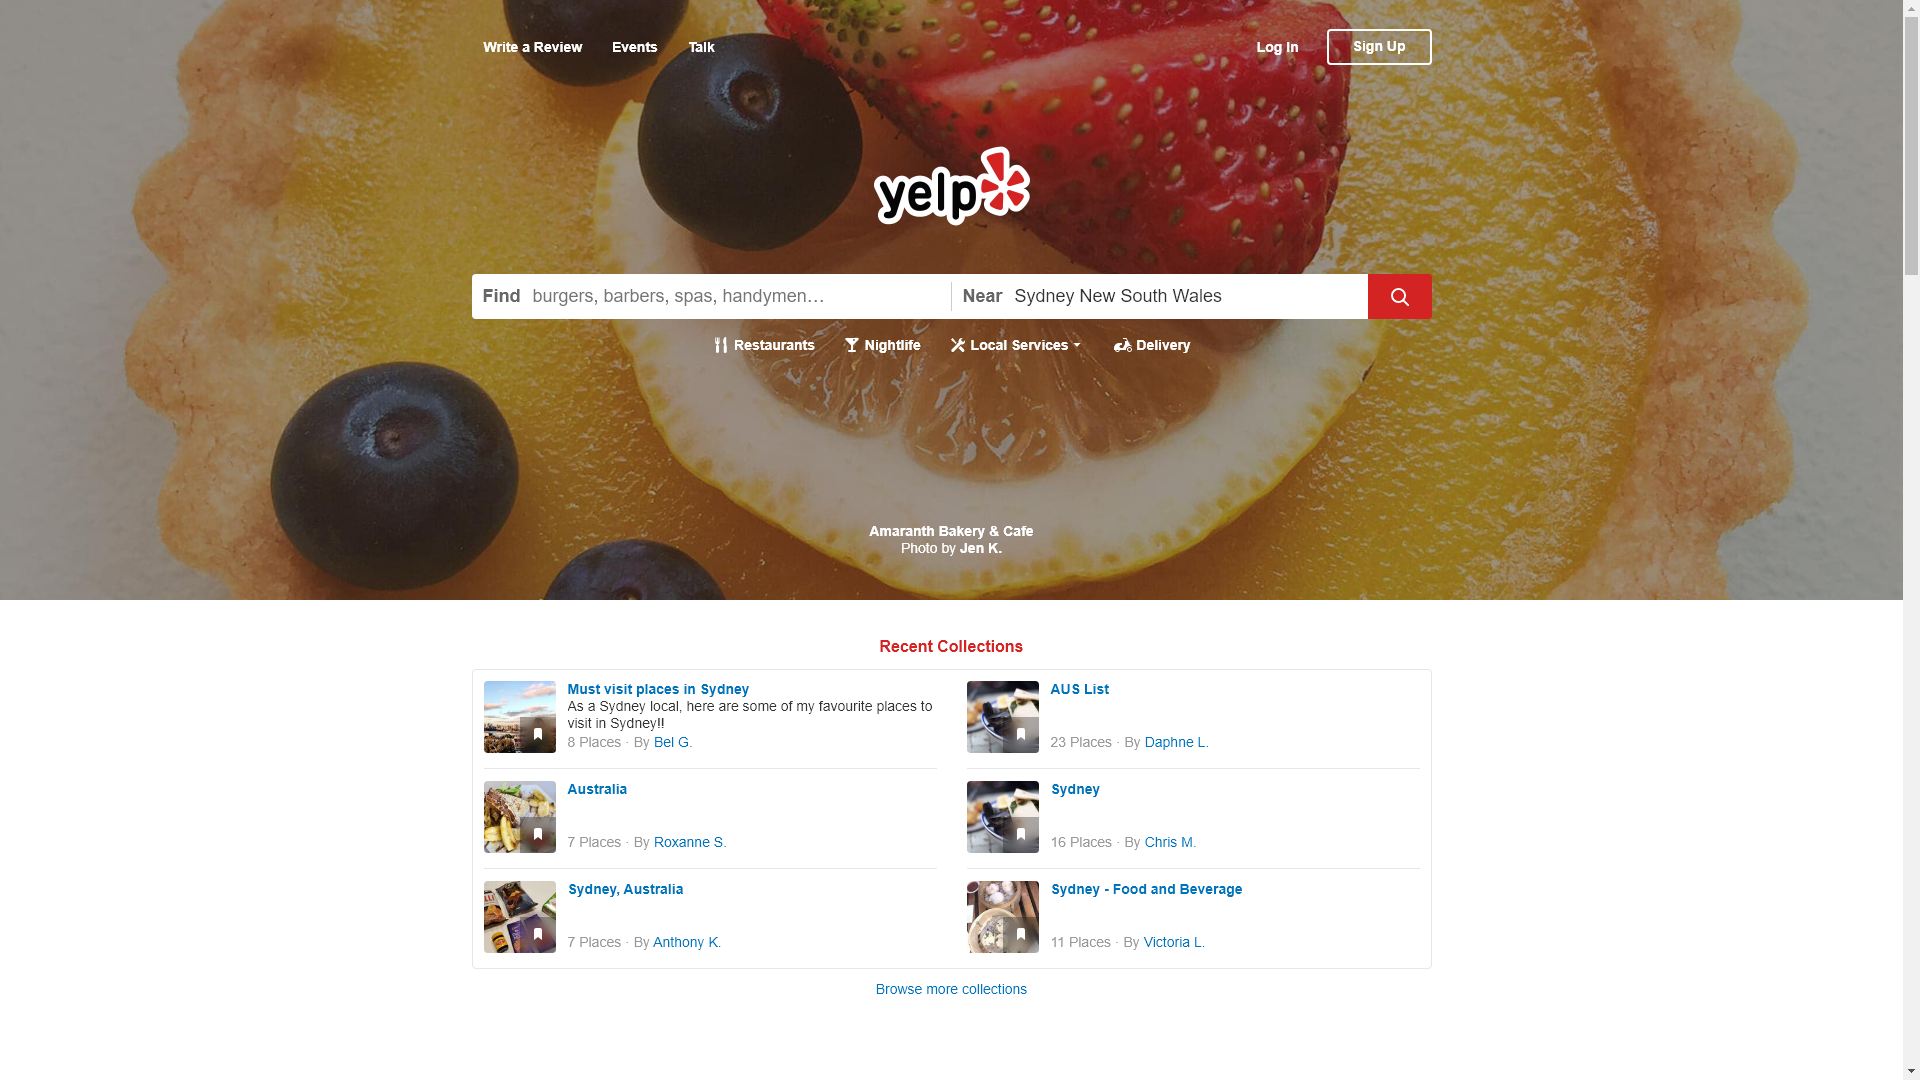 Write a Review
Events
Talk
Log In
Sign Up
yelp
Find burgers, barbers, spas, handymen…
Near Sydney New South Wales
Restaurants
Nightlife
Local Services
Delivery
Amaranth Bakery & Cafe
Photo by Jen K.
Recent Collections
Must visit places in Sydney
As a Sydney local, here are some of my favourite places to
visit in Sydney!!
8 Places · By Bel G.
AUS List
23 Places · By Daphne L.
Australia
7 Places · By Roxanne S.
Sydney
16 Places · By Chris M.
Sydney, Australia
7 Places · By Anthony K.
Sydney - Food and Beverage
11 Places · By Victoria L.
Browse more collections